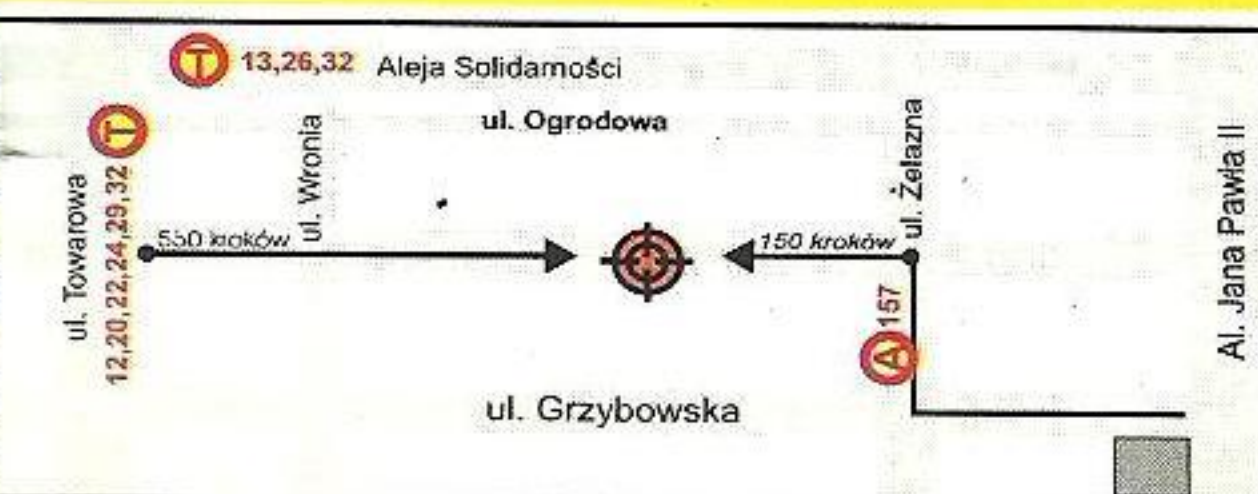 T 13,26,32 Aleja Solidarności
ul. Ogrodowa
T
12,20,22,24,29,32
ul. Towarowa
ul. Wronia
550 kroków
150 kroków
ul. Żelazna
A 157
Al. Jana Pawła II
ul. Grzybowska